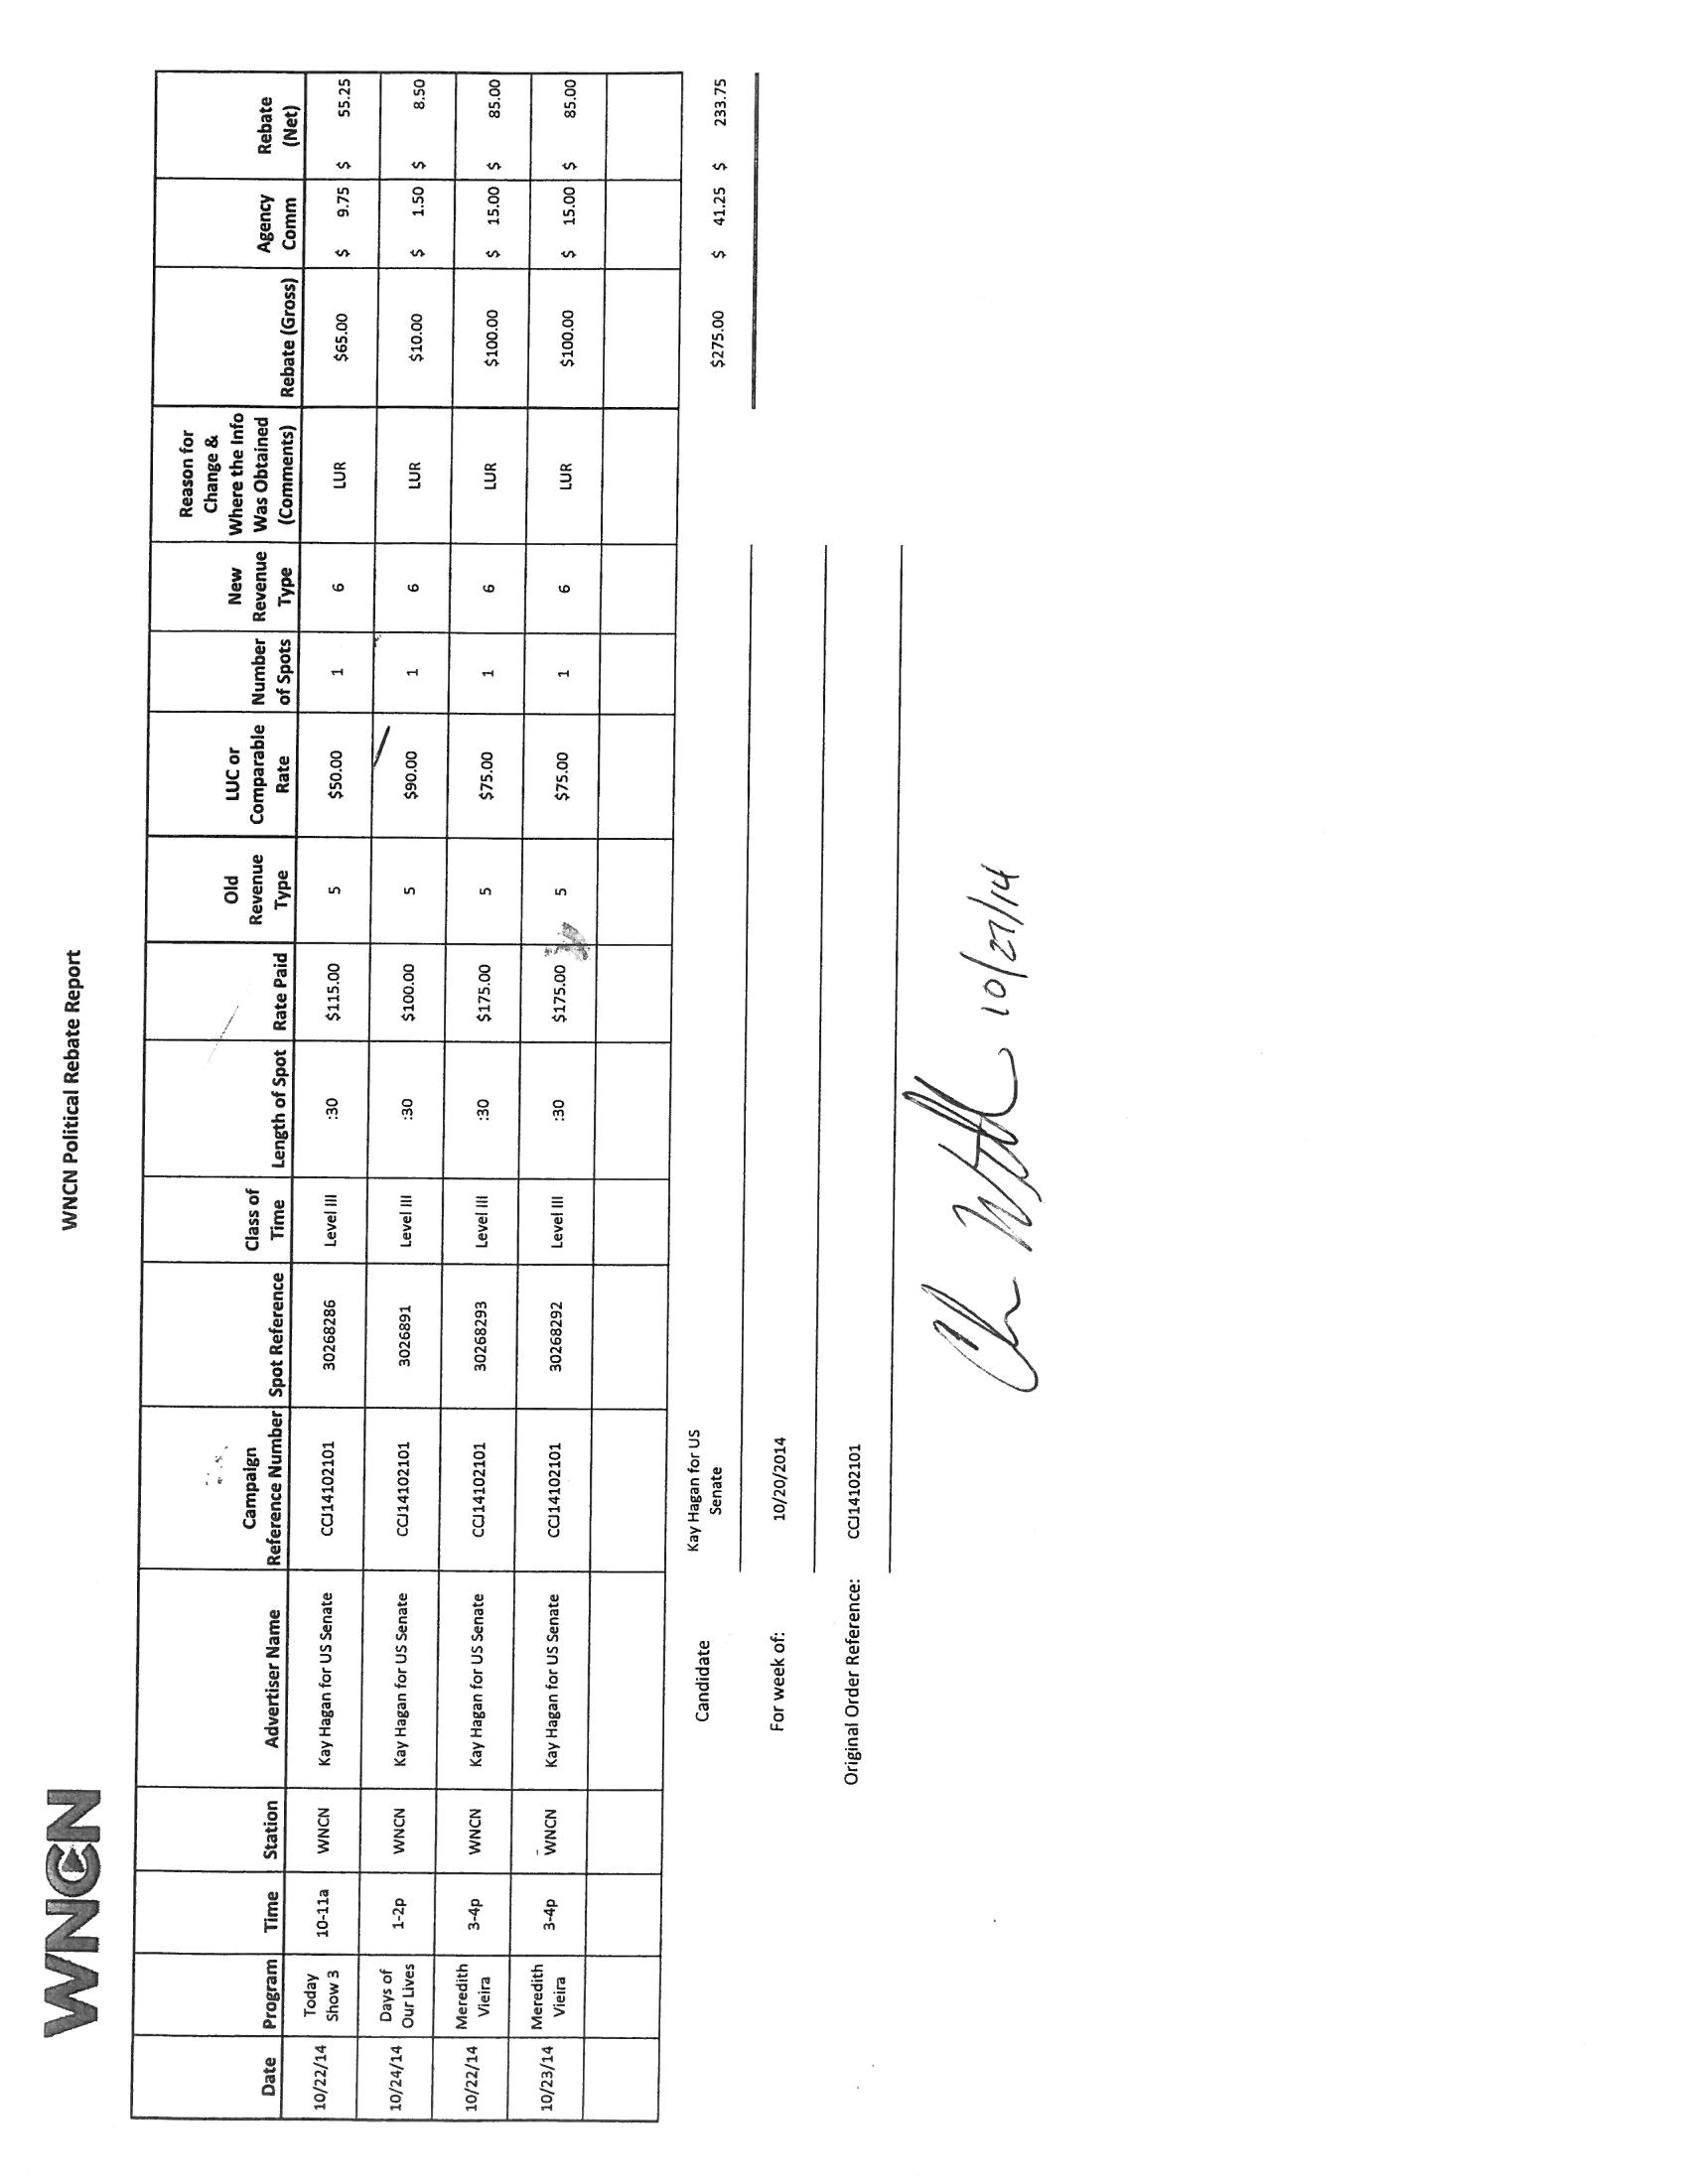 WNCN
WNCN Political Rebate Report
Date Program Time Station Advertiser Name Campaign Reference Number Spot Reference Class of Time Length of Spot Rate Paid Old Revenue Type LUC or Comparable Rate Number of Spots New Revenue Type Reason for Change & Where the Info Was Obtained (Comments) Rebate (Gross) Agency Comm Rebate (Net)
10/22/14 Today Show 3 10-11a WNCN Kay Hagan for US Senate CCJ14102101 30268286 Level III :30 $115.00 5 $50.00 1 6 LUR $65.00 $ 9.75 $ 55.25
10/24/14 Days of Our Lives 1-2p WNCN Kay Hagan for US Senate CCJ14102101 3026891 Level III :30 $100.00 5 $90.00 1 6 LUR $10.00 $ 1.50 $ 8.50
10/22/14 Meredith Vieira 3-4p WNCN Kay Hagan for US Senate CCJ14102101 30268293 Level III :30 $175.00 5 $75.00 1 6 LUR $100.00 $ 15.00 $ 85.00
10/23/14 Meredith Vieira 3-4p WNCN Kay Hagan for US Senate CCJ14102101 30268292 Level III :30 $175.00 5 $75.00 1 6 LUR $100.00 $ 15.00 $ 85.00
$275.00 $ 41.25 $ 233.75
Candidate Kay Hagan for US Senate
For week of: 10/20/2014
Original Order Reference: CCJ14102101
10/27/14